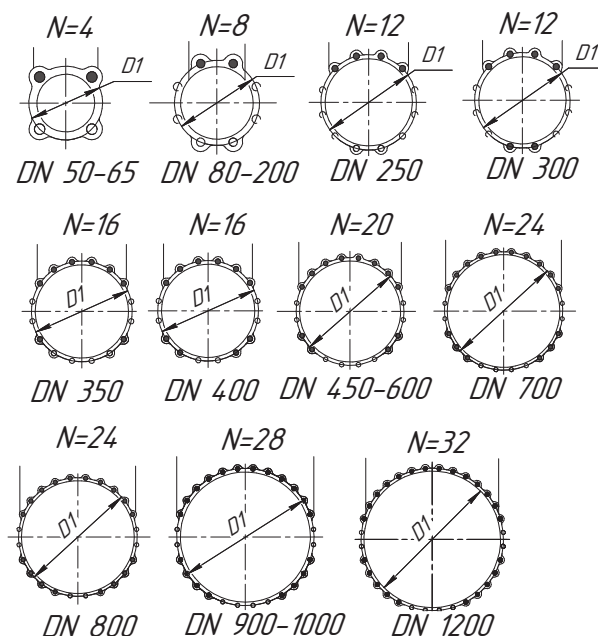 N=4 N=8 N=12 N=12
D1 D1 D1 D1
DN 50-65 DN 80-200 DN 250 DN 300
N=16 N=16 N=20 N=24
D1 D1 D1 D1
DN 350 DN 400 DN 450-600 DN 700
N=24 N=28 N=32
D1 D1 D1
DN 800 DN 900-1000 DN 1200